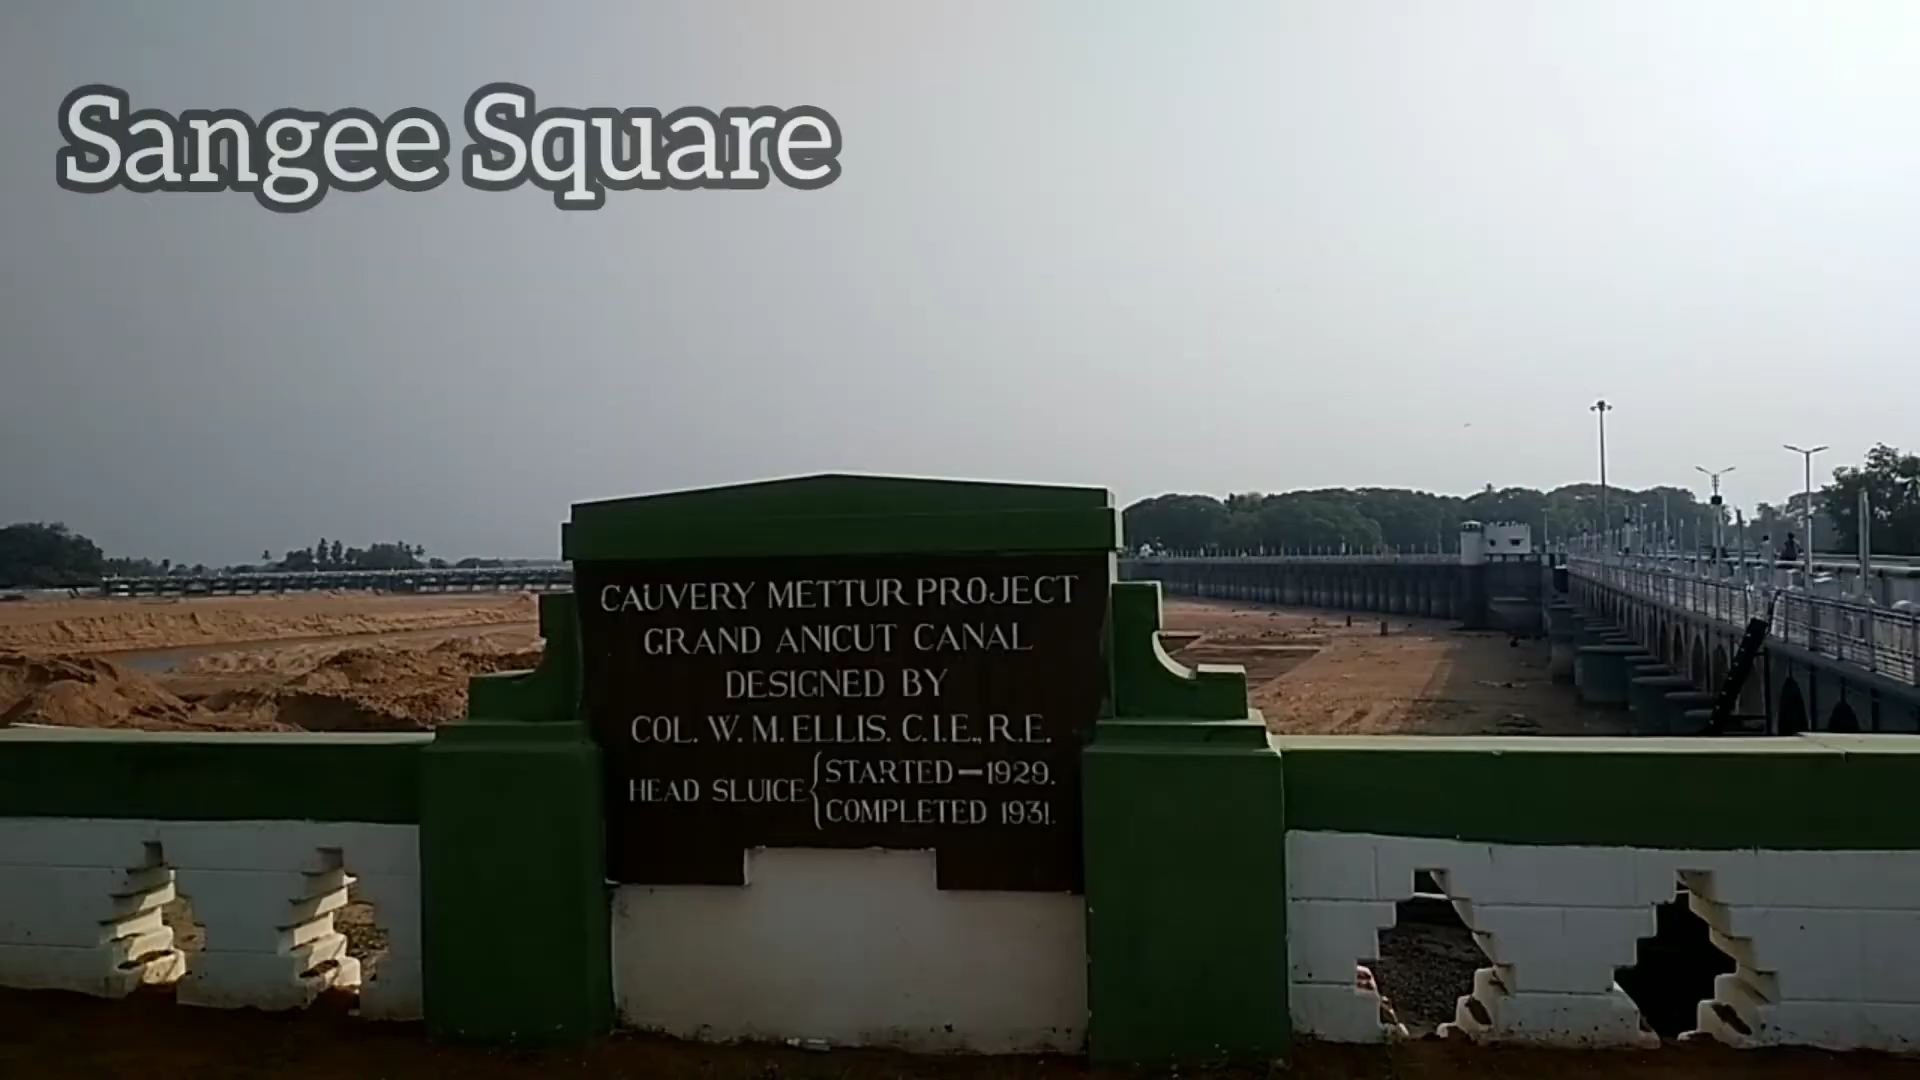 Sangee Square
CAUVERY METTUR PROJECT
GRAND ANICUT CANAL
DESIGNED BY
COL. W. M. ELLIS. C.I.E., R.E.
HEAD SLUICE { STARTED—1929.
COMPLETED 1931.